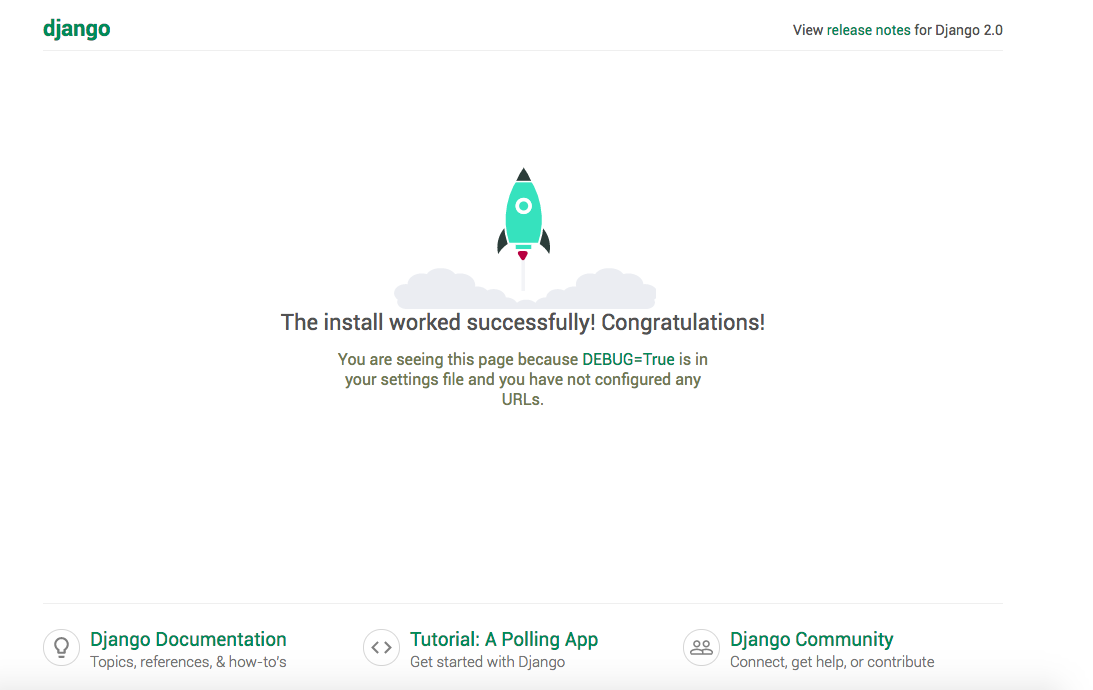 django
View release notes for Django 2.0
The install worked successfully! Congratulations!
You are seeing this page because DEBUG=True is in
your settings file and you have not configured any
URLs.
Django Documentation
Topics, references, & how-to's
Tutorial: A Polling App
Get started with Django
Django Community
Connect, get help, or contribute